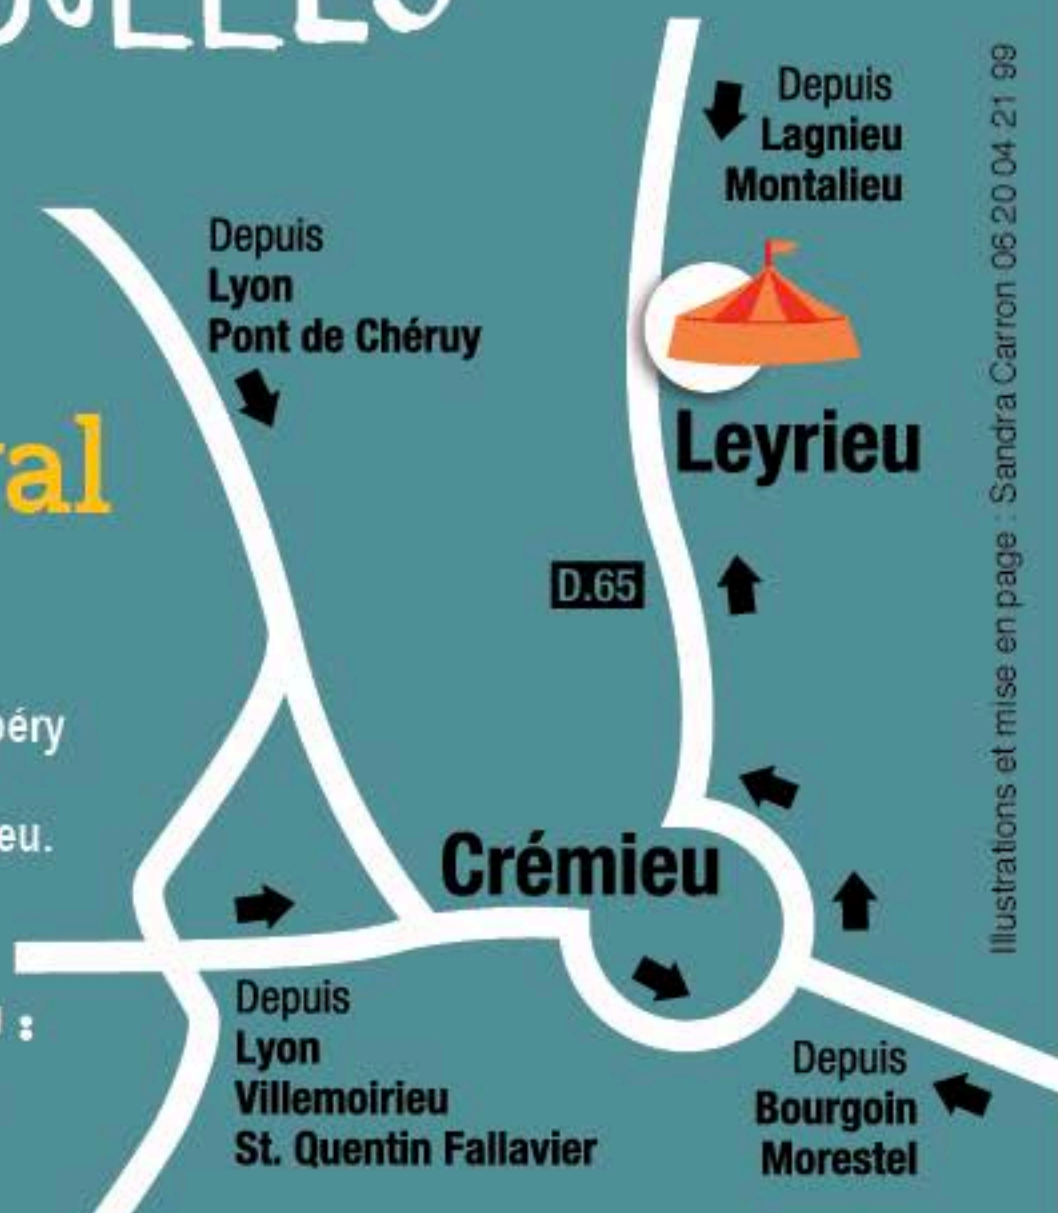 Depuis
Lagnieu
Montalieu
Depuis
Lyon
Pont de Chéruy
Leyrieu
D.65
Crémieu
Depuis
Lyon
Villemoirieu
St. Quentin Fallavier
Depuis
Bourgoin
Morestel
Illustrations et mise en page : Sandra Carron 06 20 04 21 99